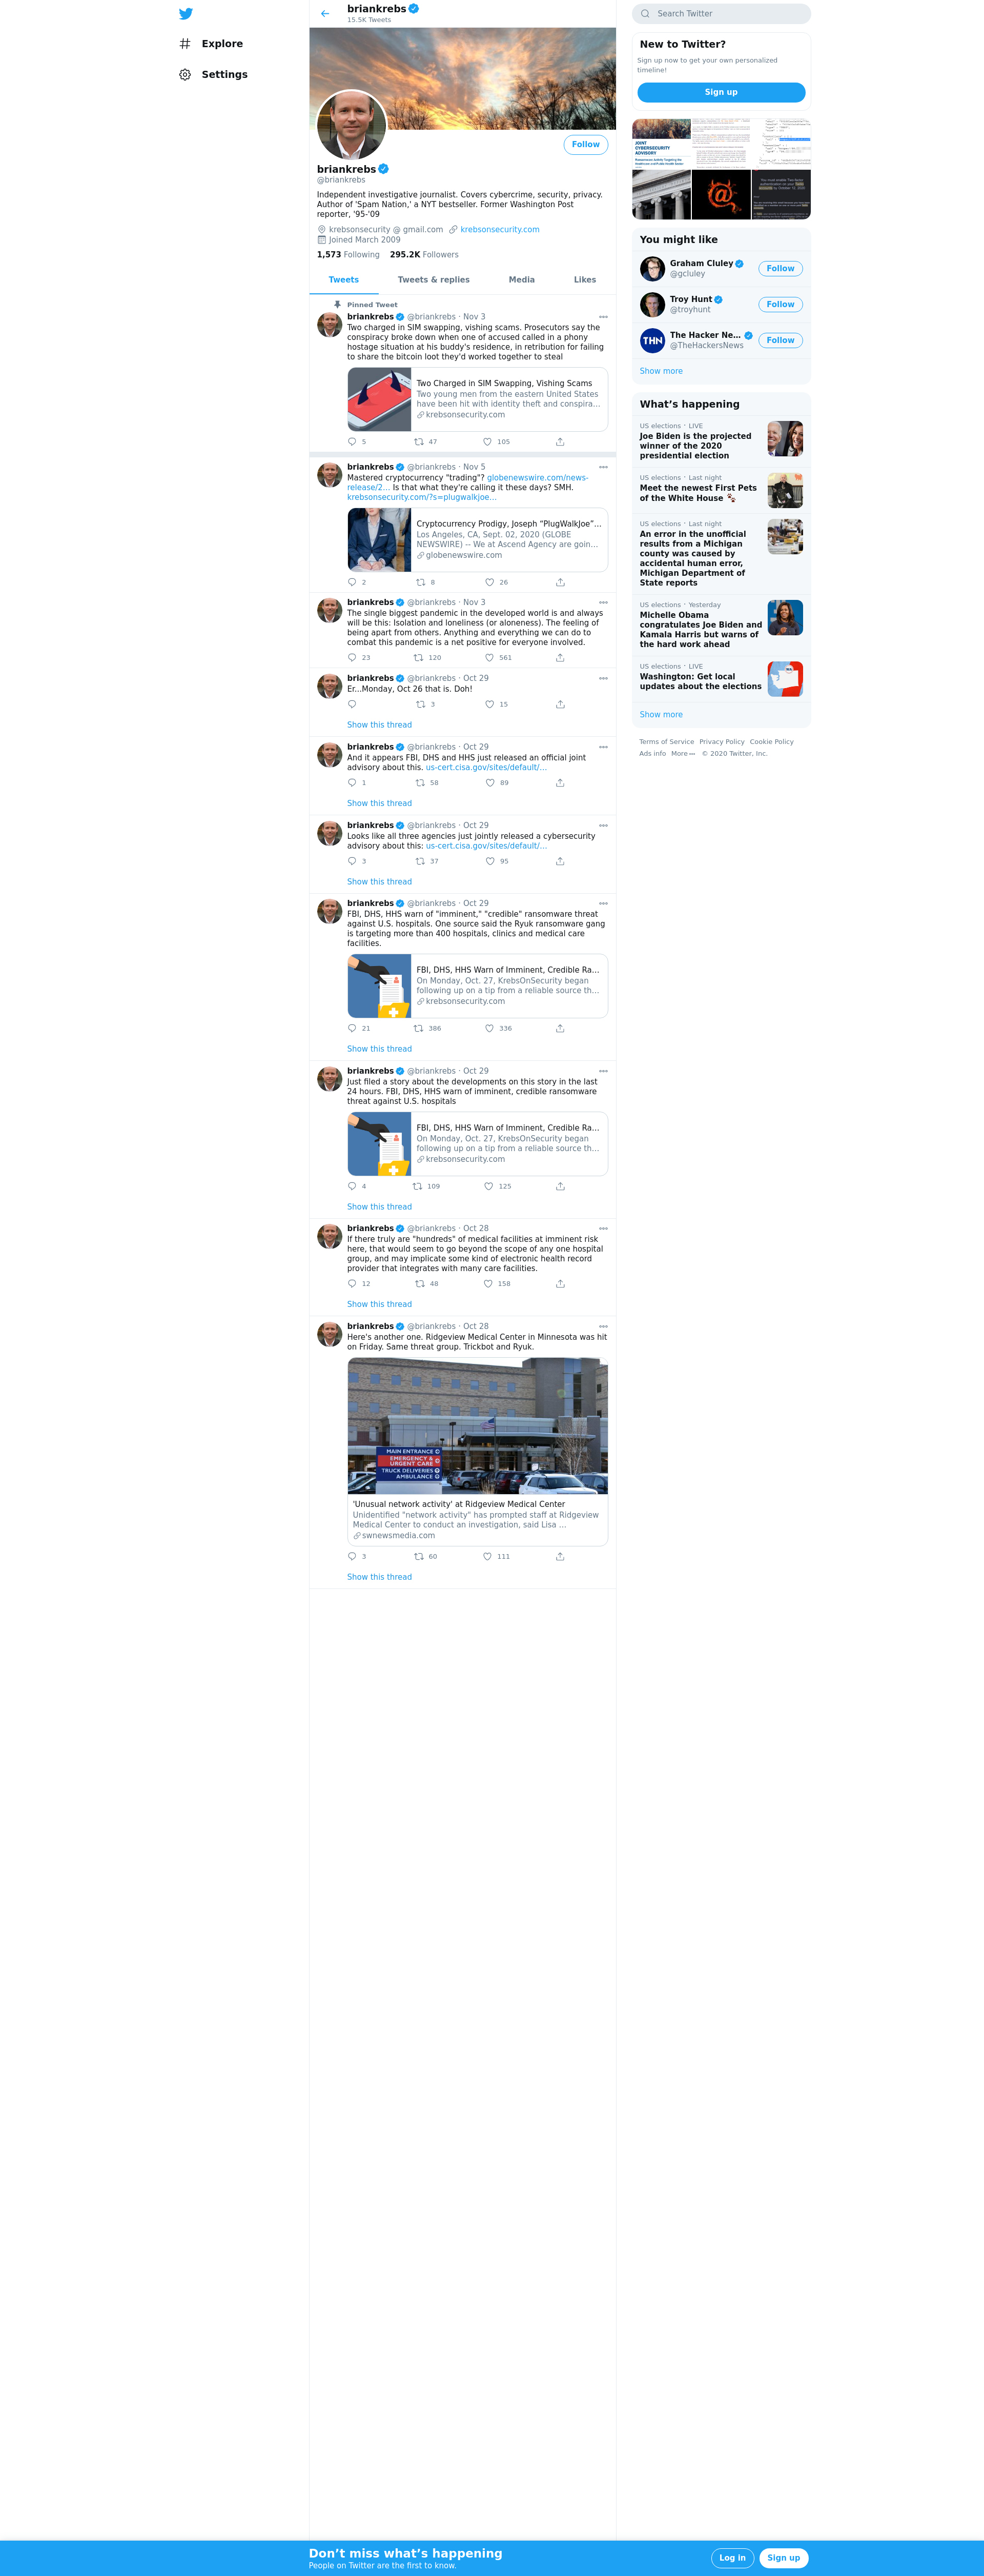 Explore
Settings
briankrebs
15.5K Tweets
Follow
briankrebs
@briankrebs
Independent investigative journalist. Covers cybercrime, security, privacy.
Author of 'Spam Nation,' a NYT bestseller. Former Washington Post
reporter, '95-'09
krebsonsecurity @ gmail.com krebsonsecurity.com
Joined March 2009
1,573 Following 295.2K Followers
Tweets Tweets & replies Media Likes
Pinned Tweet
briankrebs @briankrebs · Nov 3
Two charged in SIM swapping, vishing scams. Prosecutors say the
conspiracy broke down when one of accused called in a phony
hostage situation at his buddy's residence, in retribution for failing
to share the bitcoin loot they'd worked together to steal
Two Charged in SIM Swapping, Vishing Scams
Two young men from the eastern United States
have been hit with identity theft and conspira…
krebsonsecurity.com
5 47 105
briankrebs @briankrebs · Nov 5
Mastered cryptocurrency "trading"? globenewswire.com/news-
release/2… Is that what they're calling it these days? SMH.
krebsonsecurity.com/?s=plugwalkjoe…
Cryptocurrency Prodigy, Joseph “PlugWalkJoe”…
Los Angeles, CA, Sept. 02, 2020 (GLOBE
NEWSWIRE) -- We at Ascend Agency are goin…
globenewswire.com
2 8 26
briankrebs @briankrebs · Nov 3
The single biggest pandemic in the developed world is and always
will be this: Isolation and loneliness (or aloneness). The feeling of
being apart from others. Anything and everything we can do to
combat this pandemic is a net positive for everyone involved.
23 120 561
briankrebs @briankrebs · Oct 29
Er...Monday, Oct 26 that is. Doh!
3 15
Show this thread
briankrebs @briankrebs · Oct 29
And it appears FBI, DHS and HHS just released an official joint
advisory about this. us-cert.cisa.gov/sites/default/…
1 58 89
Show this thread
briankrebs @briankrebs · Oct 29
Looks like all three agencies just jointly released a cybersecurity
advisory about this: us-cert.cisa.gov/sites/default/…
3 37 95
Show this thread
briankrebs @briankrebs · Oct 29
FBI, DHS, HHS warn of "imminent," "credible" ransomware threat
against U.S. hospitals. One source said the Ryuk ransomware gang
is targeting more than 400 hospitals, clinics and medical care
facilities.
FBI, DHS, HHS Warn of Imminent, Credible Ra…
On Monday, Oct. 27, KrebsOnSecurity began
following up on a tip from a reliable source th…
krebsonsecurity.com
21 386 336
Show this thread
briankrebs @briankrebs · Oct 29
Just filed a story about the developments on this story in the last
24 hours. FBI, DHS, HHS warn of imminent, credible ransomware
threat against U.S. hospitals
FBI, DHS, HHS Warn of Imminent, Credible Ra…
On Monday, Oct. 27, KrebsOnSecurity began
following up on a tip from a reliable source th…
krebsonsecurity.com
4 109 125
Show this thread
briankrebs @briankrebs · Oct 28
If there truly are "hundreds" of medical facilities at imminent risk
here, that would seem to go beyond the scope of any one hospital
group, and may implicate some kind of electronic health record
provider that integrates with many care facilities.
12 48 158
Show this thread
briankrebs @briankrebs · Oct 28
Here's another one. Ridgeview Medical Center in Minnesota was hit
on Friday. Same threat group. Trickbot and Ryuk.
MAIN ENTRANCE
EMERGENCY &
URGENT CARE
TRUCK DELIVERIES
AMBULANCE
'Unusual network activity' at Ridgeview Medical Center
Unidentified "network activity" has prompted staff at Ridgeview
Medical Center to conduct an investigation, said Lisa …
swnewsmedia.com
3 60 111
Show this thread
Search Twitter
New to Twitter?
Sign up now to get your own personalized
timeline!
Sign up
JOINT
CYBERSECURITY
ADVISORY
You might like
Graham Cluley
@gcluley
Follow
Troy Hunt
@troyhunt
Follow
THN
The Hacker Ne…
@TheHackersNews
Follow
Show more
What’s happening
US elections · LIVE
Joe Biden is the projected
winner of the 2020
presidential election
US elections · Last night
Meet the newest First Pets
of the White House 🐾
US elections · Last night
An error in the unofficial
results from a Michigan
county was caused by
accidental human error,
Michigan Department of
State reports
US elections · Yesterday
Michelle Obama
congratulates Joe Biden and
Kamala Harris but warns of
the hard work ahead
US elections · LIVE
Washington: Get local
updates about the elections
Show more
Terms of Service Privacy Policy Cookie Policy
Ads info More © 2020 Twitter, Inc.
Don’t miss what’s happening
People on Twitter are the first to know.
Log in Sign up